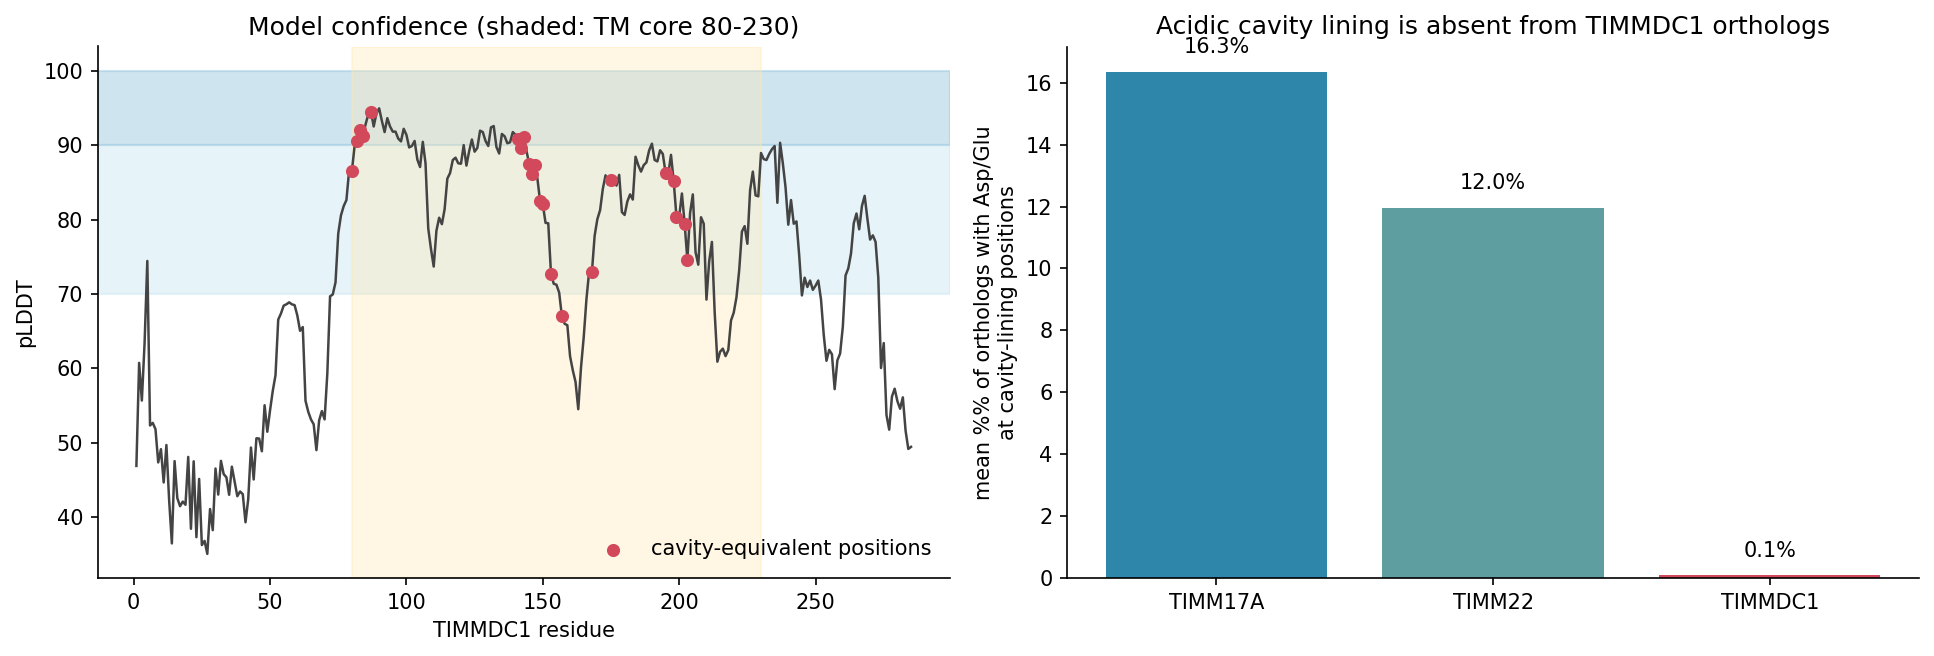 Model confidence (shaded: TM core 80-230)
100
90
80
70
60
50
40
pLDDT
cavity-equivalent positions
0 50 100 150 200 250
TIMMDC1 residue
Acidic cavity lining is absent from TIMMDC1 orthologs
16.3%
12.0%
0.1%
16
14
12
10
8
6
4
2
0
mean %% of orthologs with Asp/Glu
at cavity-lining positions
TIMM17A TIMM22 TIMMDC1